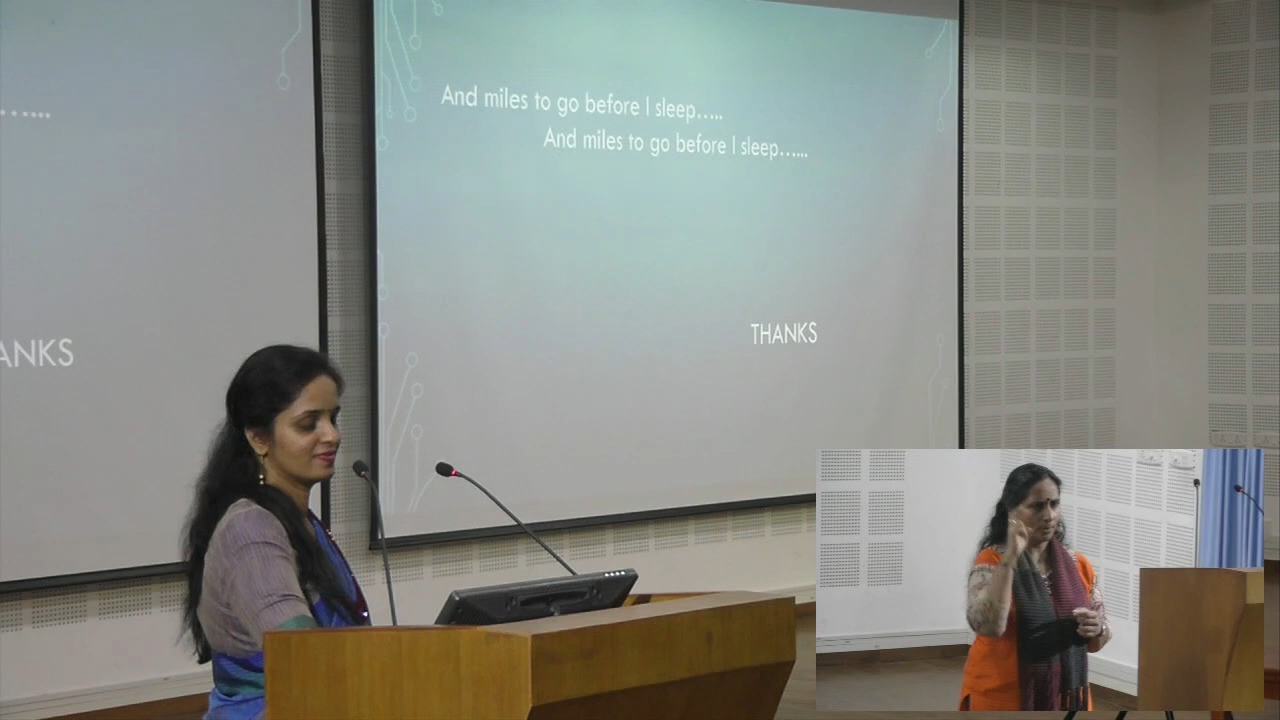 …...
And miles to go before I sleep…..
And miles to go before I sleep…...
THANKS
ANKS